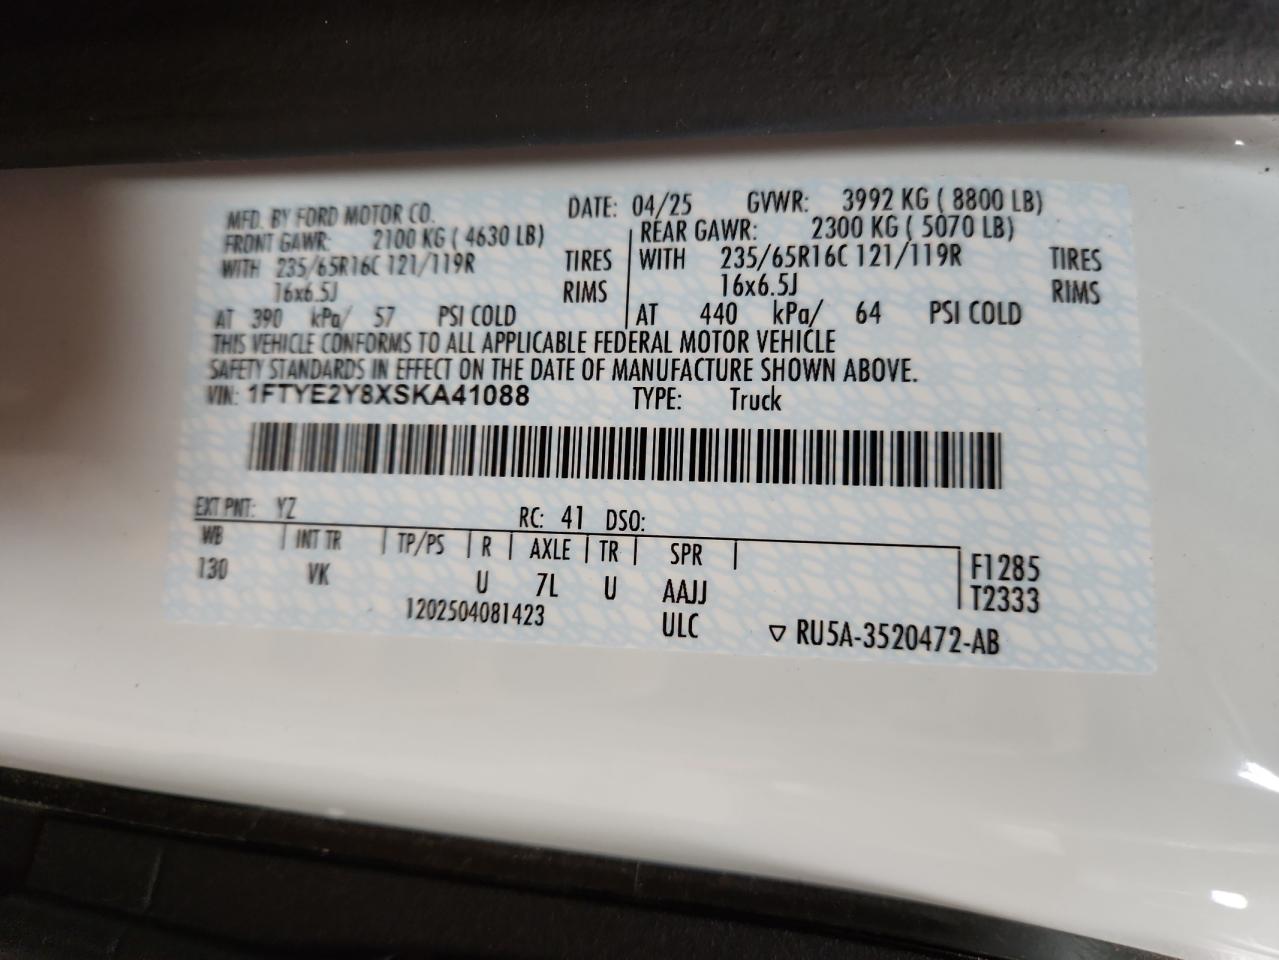 MFD. BY FORD MOTOR CO. DATE: 04/25 GVWR: 3992 KG ( 8800 LB)
FRONT GAWR: 2100 KG ( 4630 LB) REAR GAWR: 2300 KG ( 5070 LB)
WITH 235/65R16C 121/119R TIRES WITH 235/65R16C 121/119R TIRES
16x6.5J RIMS 16x6.5J RIMS
AT 390 kPa/ 57 PSI COLD AT 440 kPa/ 64 PSI COLD
THIS VEHICLE CONFORMS TO ALL APPLICABLE FEDERAL MOTOR VEHICLE
SAFETY STANDARDS IN EFFECT ON THE DATE OF MANUFACTURE SHOWN ABOVE.
VIN: 1FTYE2Y8XSKA41088 TYPE: Truck
EXT PNT: YZ RC: 41 DSO:
WB INT TR TP/PS R AXLE TR SPR F1285
130 VK U 7L U AAJJ T2333
1202504081423 ULC ▽ RU5A-3520472-AB